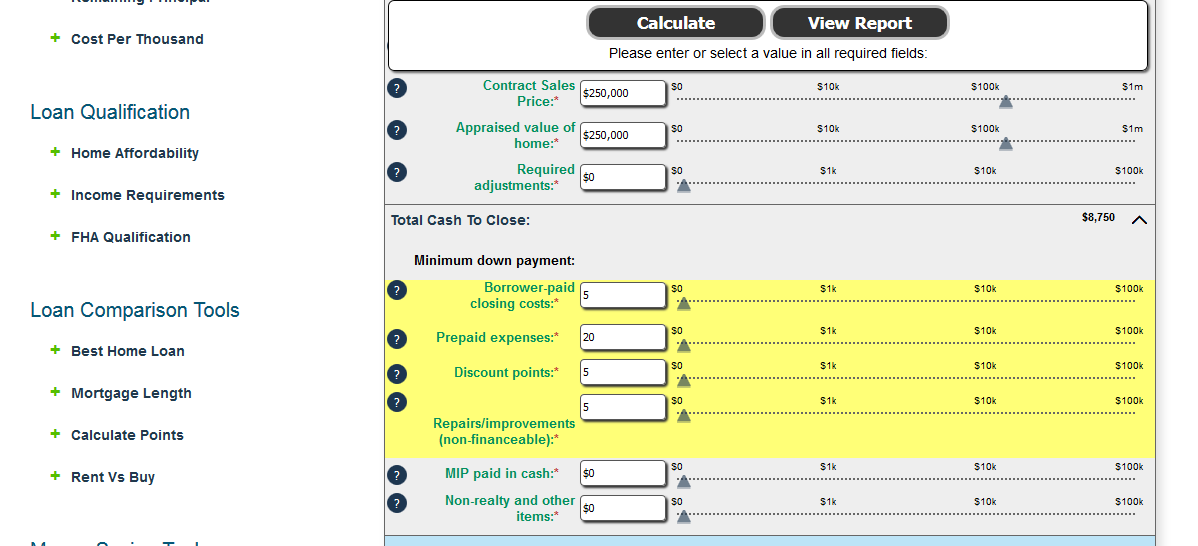 + Cost Per Thousand
Loan Qualification
+ Home Affordability
+ Income Requirements
+ FHA Qualification
Loan Comparison Tools
+ Best Home Loan
+ Mortgage Length
+ Calculate Points
+ Rent Vs Buy
Calculate View Report
Please enter or select a value in all required fields:
? Contract Sales
Price:* $250,000 $0 $10k $100k $1m
? Appraised value of
home:* $250,000 $0 $10k $100k $1m
? Required
adjustments:* $0 $0 $1k $10k $100k
Total Cash To Close: $8,750
Minimum down payment:
? Borrower-paid
closing costs:* 5 $0 $1k $10k $100k
? Prepaid expenses:* 20 $0 $1k $10k $100k
? Discount points:* 5 $0 $1k $10k $100k
? 5 $0 $1k $10k $100k
Repairs/improvements
(non-financeable):*
? MIP paid in cash:* $0 $0 $1k $10k $100k
? Non-realty and other
items:* $0 $0 $1k $10k $100k